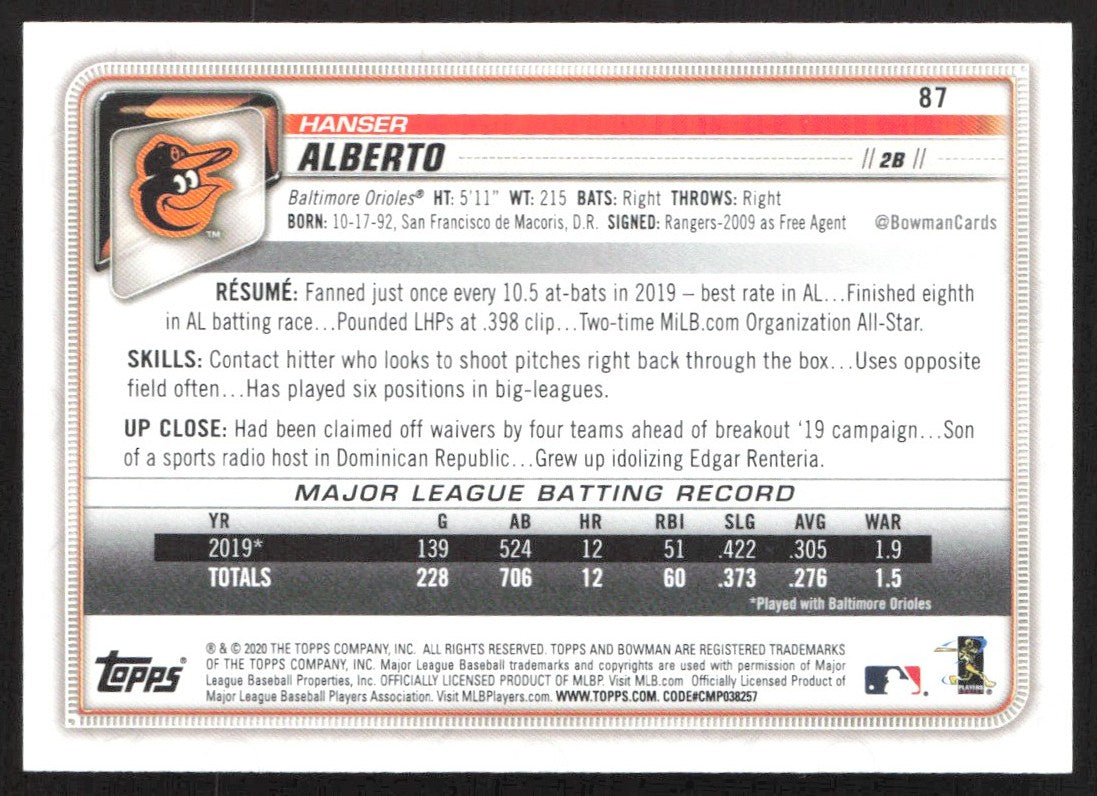 87
HANSER
ALBERTO
// 2B //
Baltimore Orioles® HT: 5'11" WT: 215 BATS: Right THROWS: Right
BORN: 10-17-92, San Francisco de Macoris, D.R. SIGNED: Rangers-2009 as Free Agent @BowmanCards
TM
RÉSUMÉ: Fanned just once every 10.5 at-bats in 2019 – best rate in AL...Finished eighth
in AL batting race...Pounded LHPs at .398 clip...Two-time MiLB.com Organization All-Star.
SKILLS: Contact hitter who looks to shoot pitches right back through the box...Uses opposite
field often...Has played six positions in big-leagues.
UP CLOSE: Had been claimed off waivers by four teams ahead of breakout '19 campaign...Son
of a sports radio host in Dominican Republic...Grew up idolizing Edgar Renteria.
MAJOR LEAGUE BATTING RECORD
YR G AB HR RBI SLG AVG WAR
2019* 139 524 12 51 .422 .305 1.9
TOTALS 228 706 12 60 .373 .276 1.5
*Played with Baltimore Orioles
topps®
® & © 2020 THE TOPPS COMPANY, INC. ALL RIGHTS RESERVED. TOPPS AND BOWMAN ARE REGISTERED TRADEMARKS
OF THE TOPPS COMPANY, INC. Major League Baseball trademarks and copyrights are used with permission of Major
League Baseball Properties, Inc. OFFICIALLY LICENSED PRODUCT OF MLBP. Visit MLB.com Officially Licensed Product of
Major League Baseball Players Association. Visit MLBPlayers.com. WWW.TOPPS.COM. CODE#CMP038257
PLAYERS